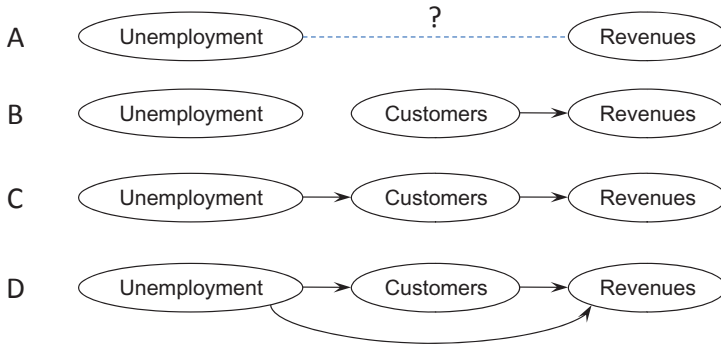 ?
A Unemployment Revenues
B Unemployment Customers Revenues
C Unemployment Customers Revenues
D Unemployment Customers Revenues